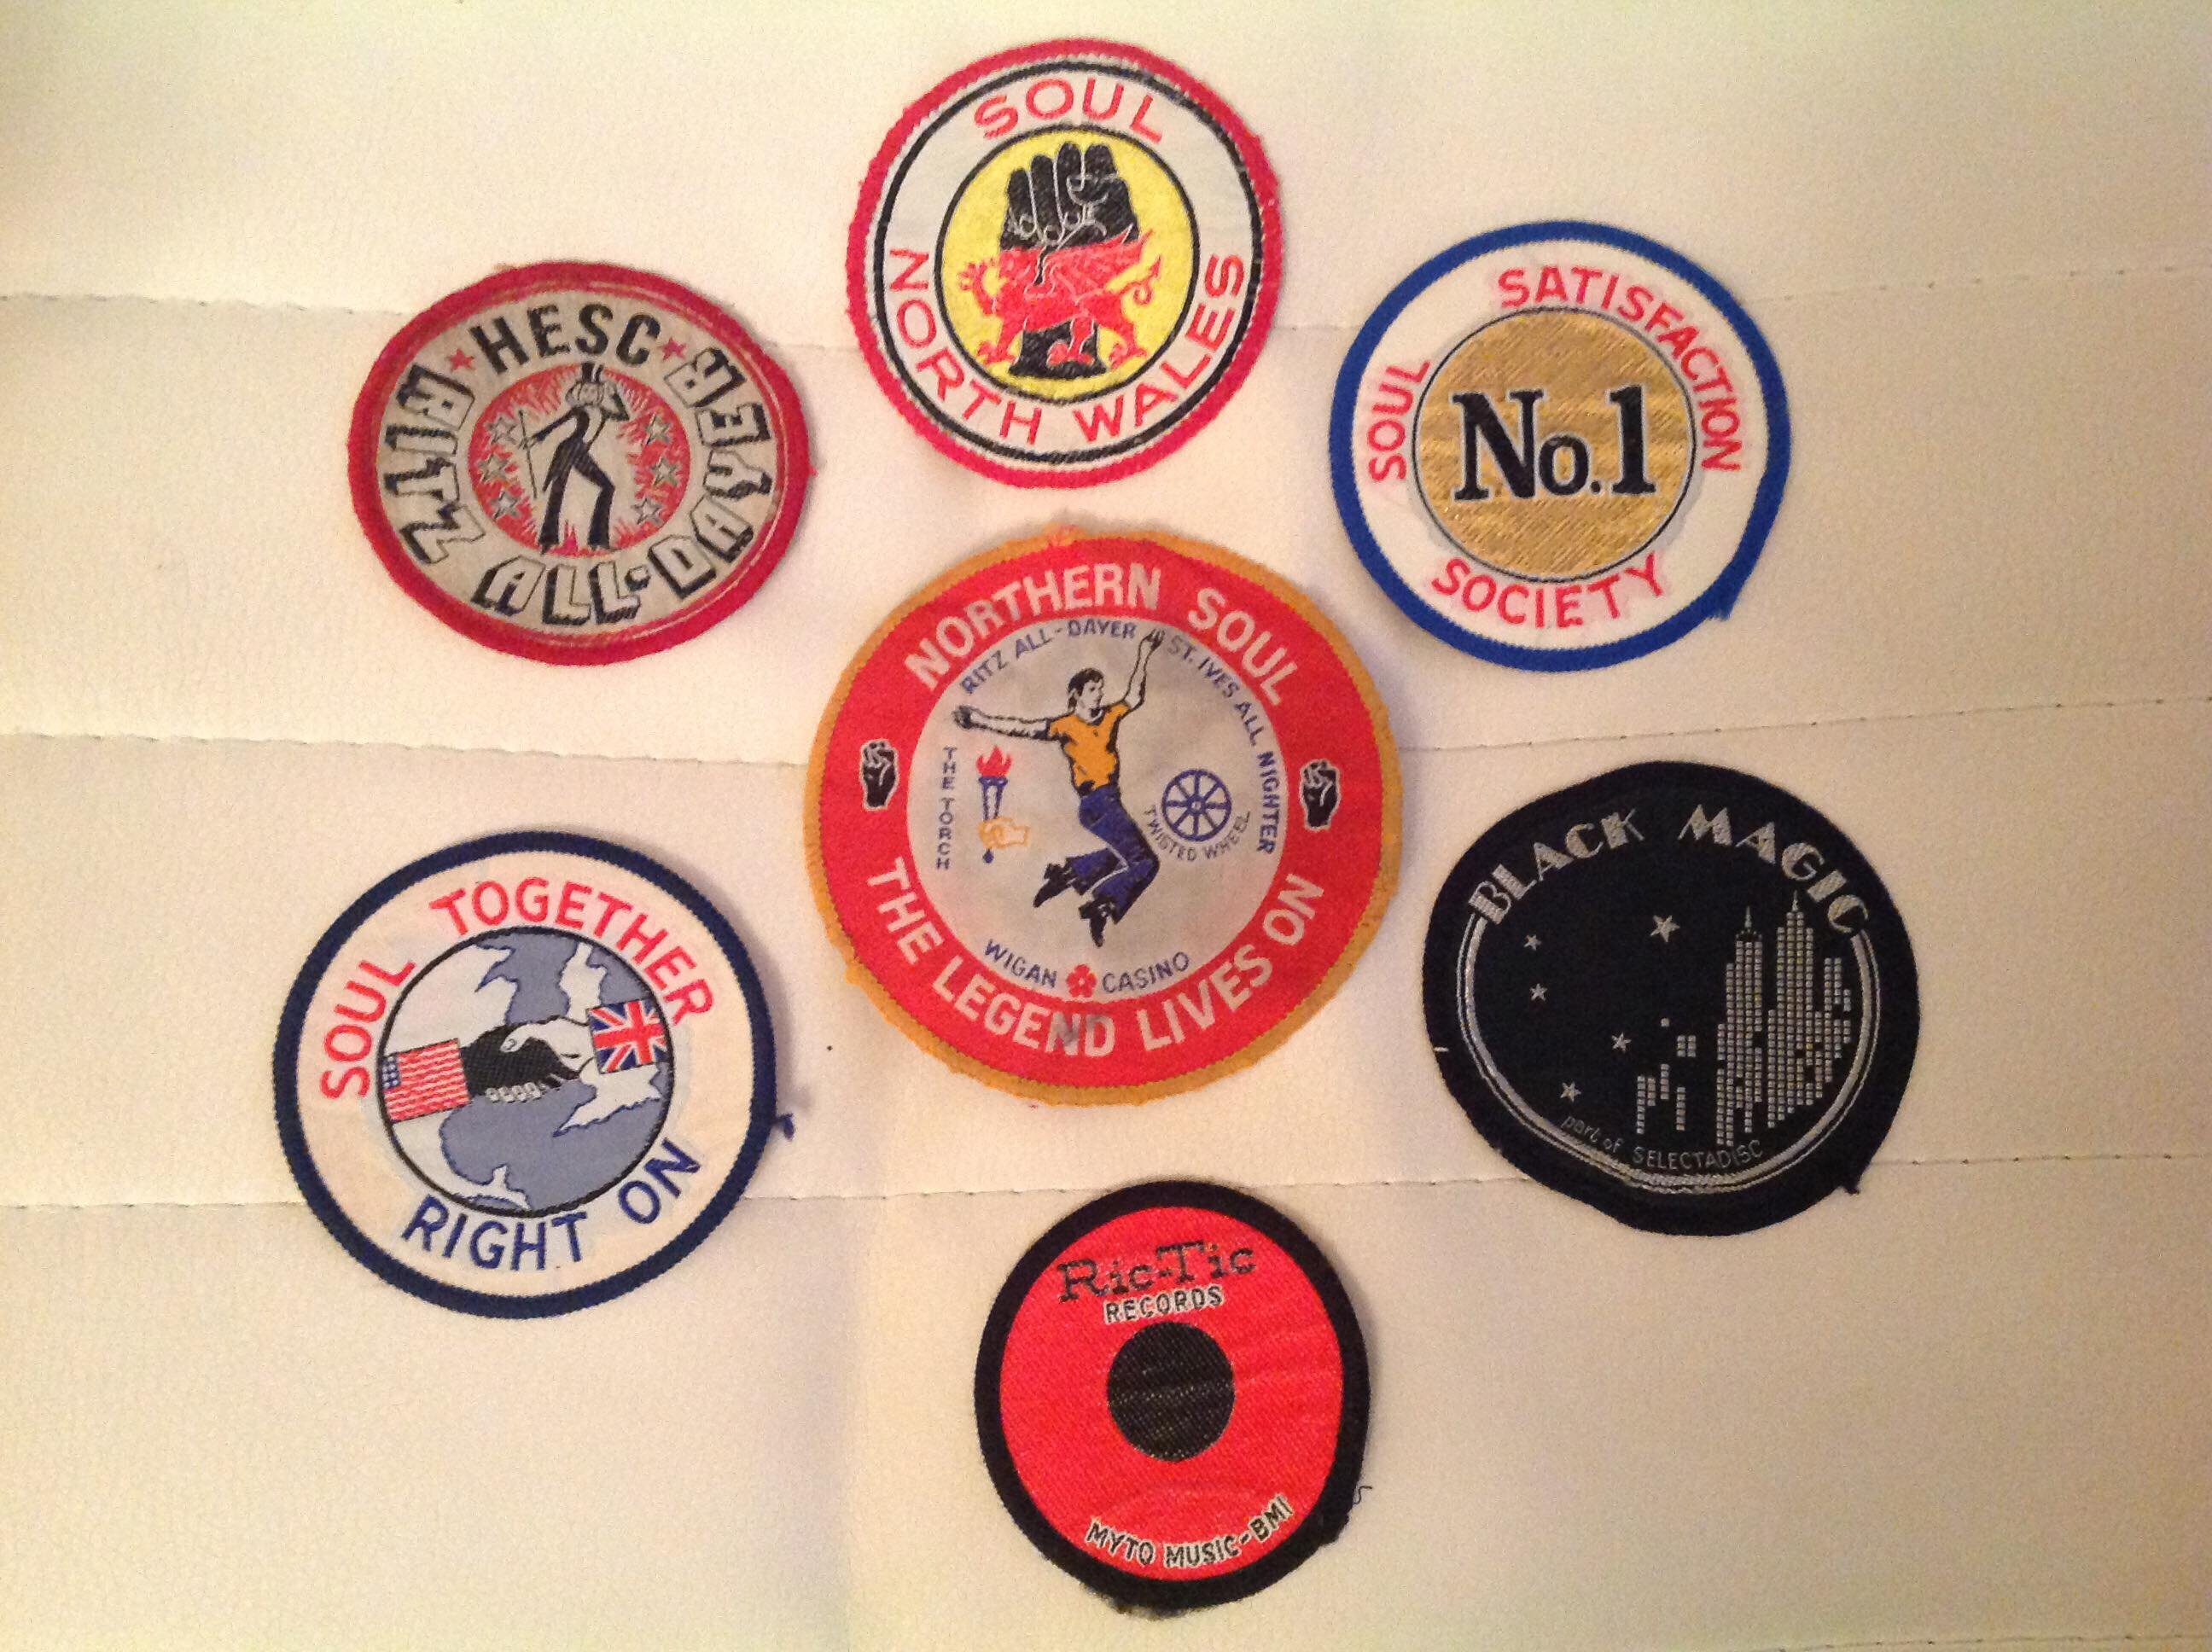 SOUL
NORTH WALES
HESC
RITZ ALL-DAYER
SOUL SATISFACTION
SOCIETY
No.1
NORTHERN SOUL
RITZ ALL-DAYER
ST. IVES ALL NIGHTER
THE TORCH
TWISTED WHEEL
WIGAN CASINO
THE LEGEND LIVES ON
BLACK MAGIC
part of SELECTADISC
SOUL TOGETHER
RIGHT ON
Ric-Tic
RECORDS
MYTO MUSIC-BMI